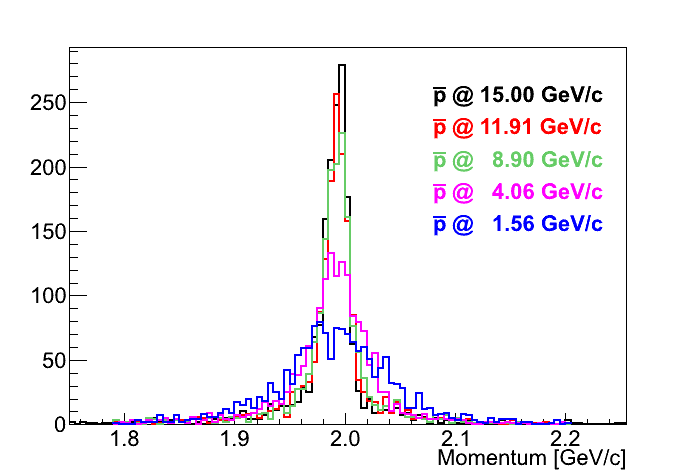 250
200
150
100
50
0
p̅ @ 15.00 GeV/c
p̅ @ 11.91 GeV/c
p̅ @ 8.90 GeV/c
p̅ @ 4.06 GeV/c
p̅ @ 1.56 GeV/c
1.8 1.9 2.0 2.1 2.2
Momentum [GeV/c]